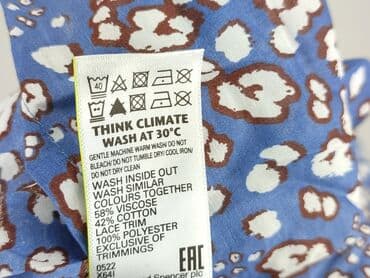 40
THINK CLIMATE
WASH AT 30°C
GENTLE MACHINE WARM WASH DO NOT
BLEACH/DO NOT TUMBLE DRY/ COOL IRON/
DO NOT DRY CLEAN
WASH INSIDE OUT
WASH SIMILAR
COLOURS TOGETHER
58% VISCOSE
42% COTTON
LACE TRIM
100% POLYESTER
EXCLUSIVE OF
TRIMMINGS
0522
X64 EAC
Spencer plc